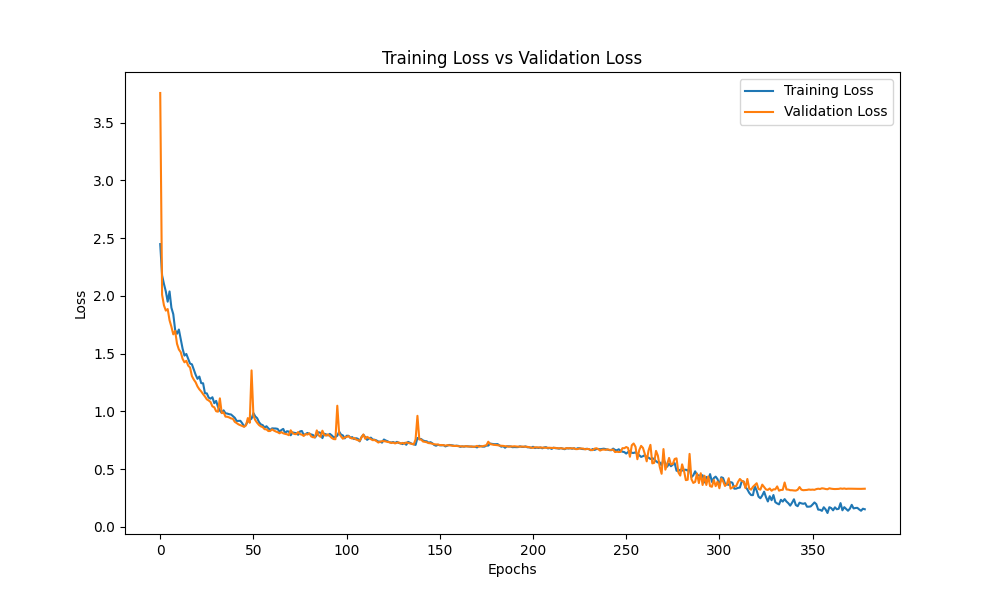 Training Loss vs Validation Loss
Training Loss
Validation Loss
3.5
3.0
2.5
2.0
1.5
1.0
0.5
0.0
Loss
0 50 100 150 200 250 300 350
Epochs